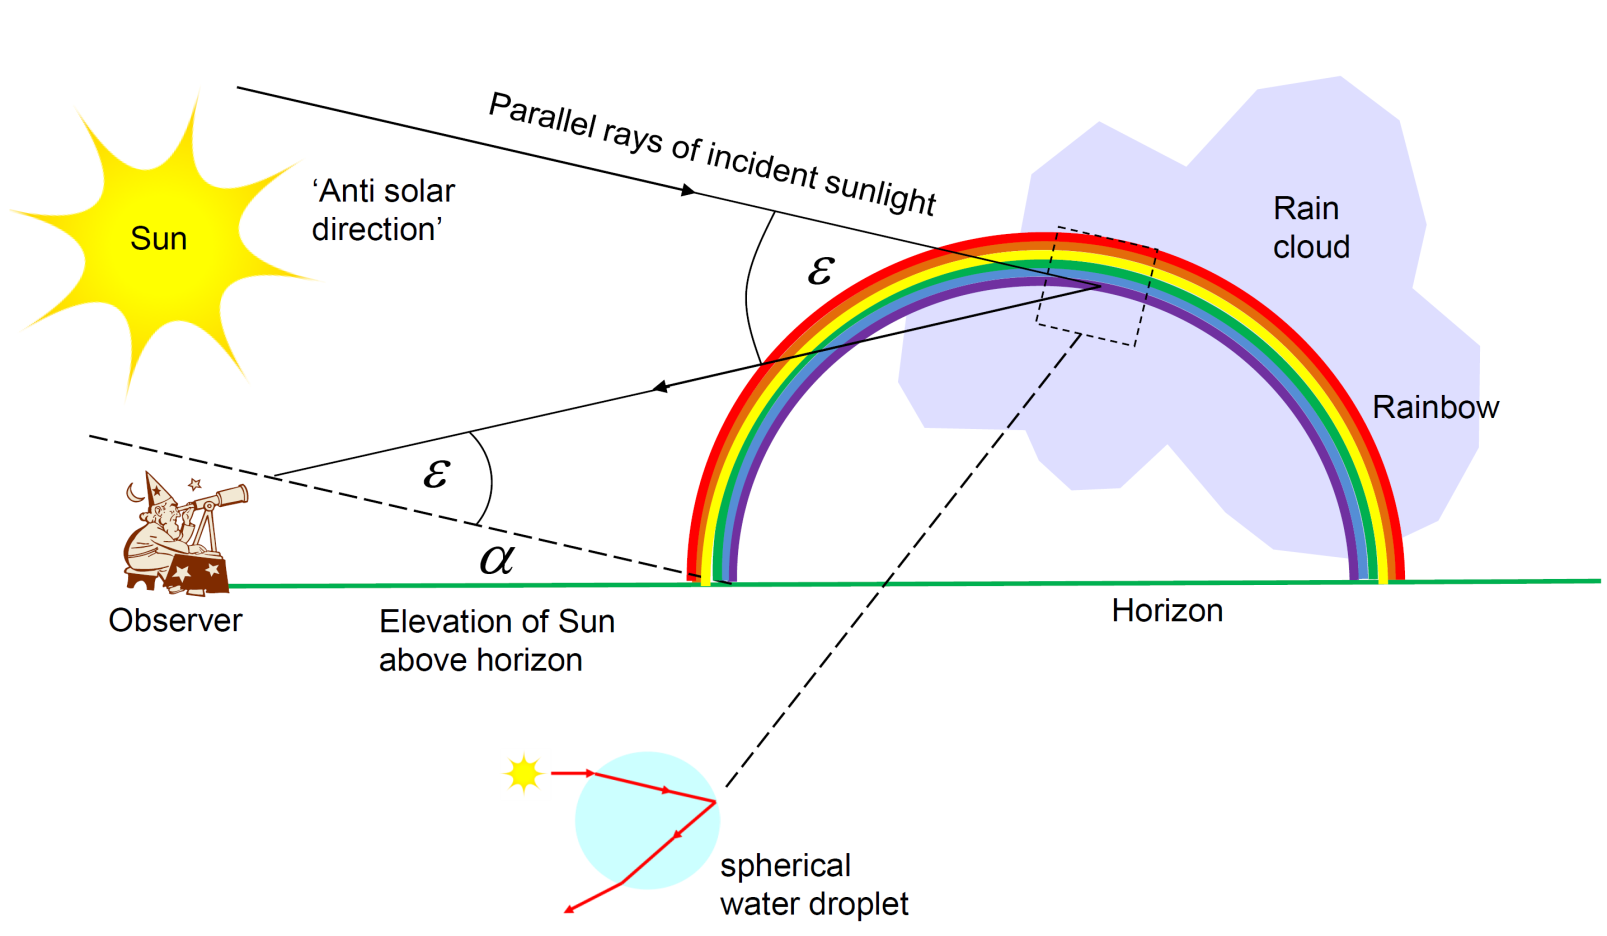 Parallel rays of incident sunlight
‘Anti solar
direction’
Sun
Rain
cloud
ε
Rainbow
ε
α
Observer
Elevation of Sun
above horizon
Horizon
spherical
water droplet